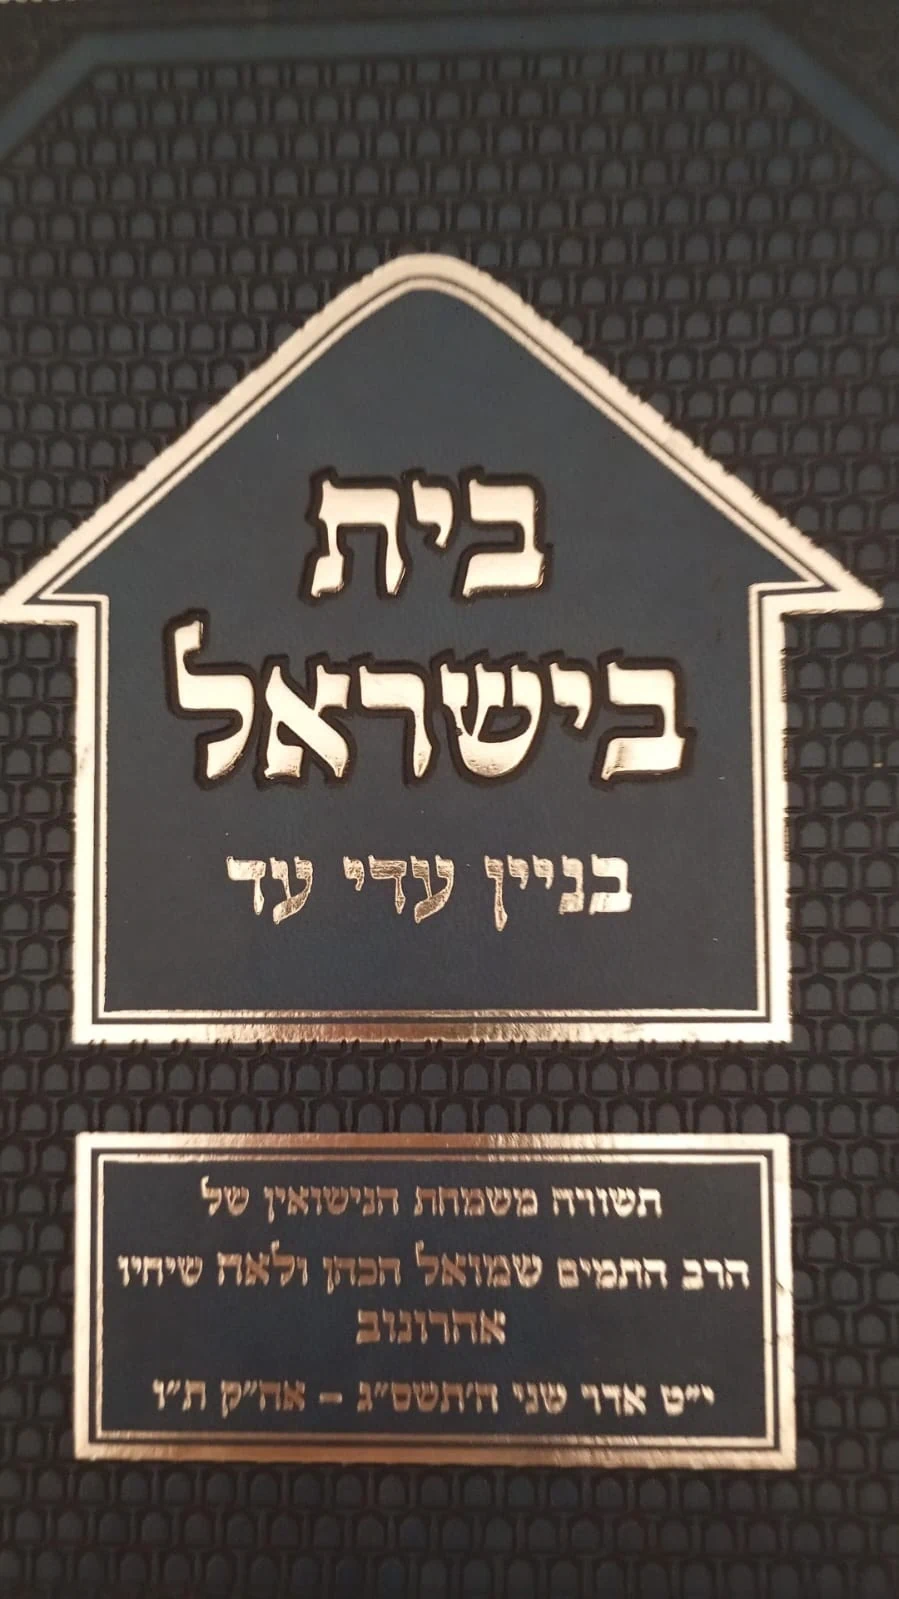 בית
בישראל
בניין עדי עד
תשורה משמחת הנישואין של
הרב התמים שמואל הכהן ולאה שיחיו
אהרונוב
י״ט אדר שני ה׳תשס״ג – אה״ק ת״ו